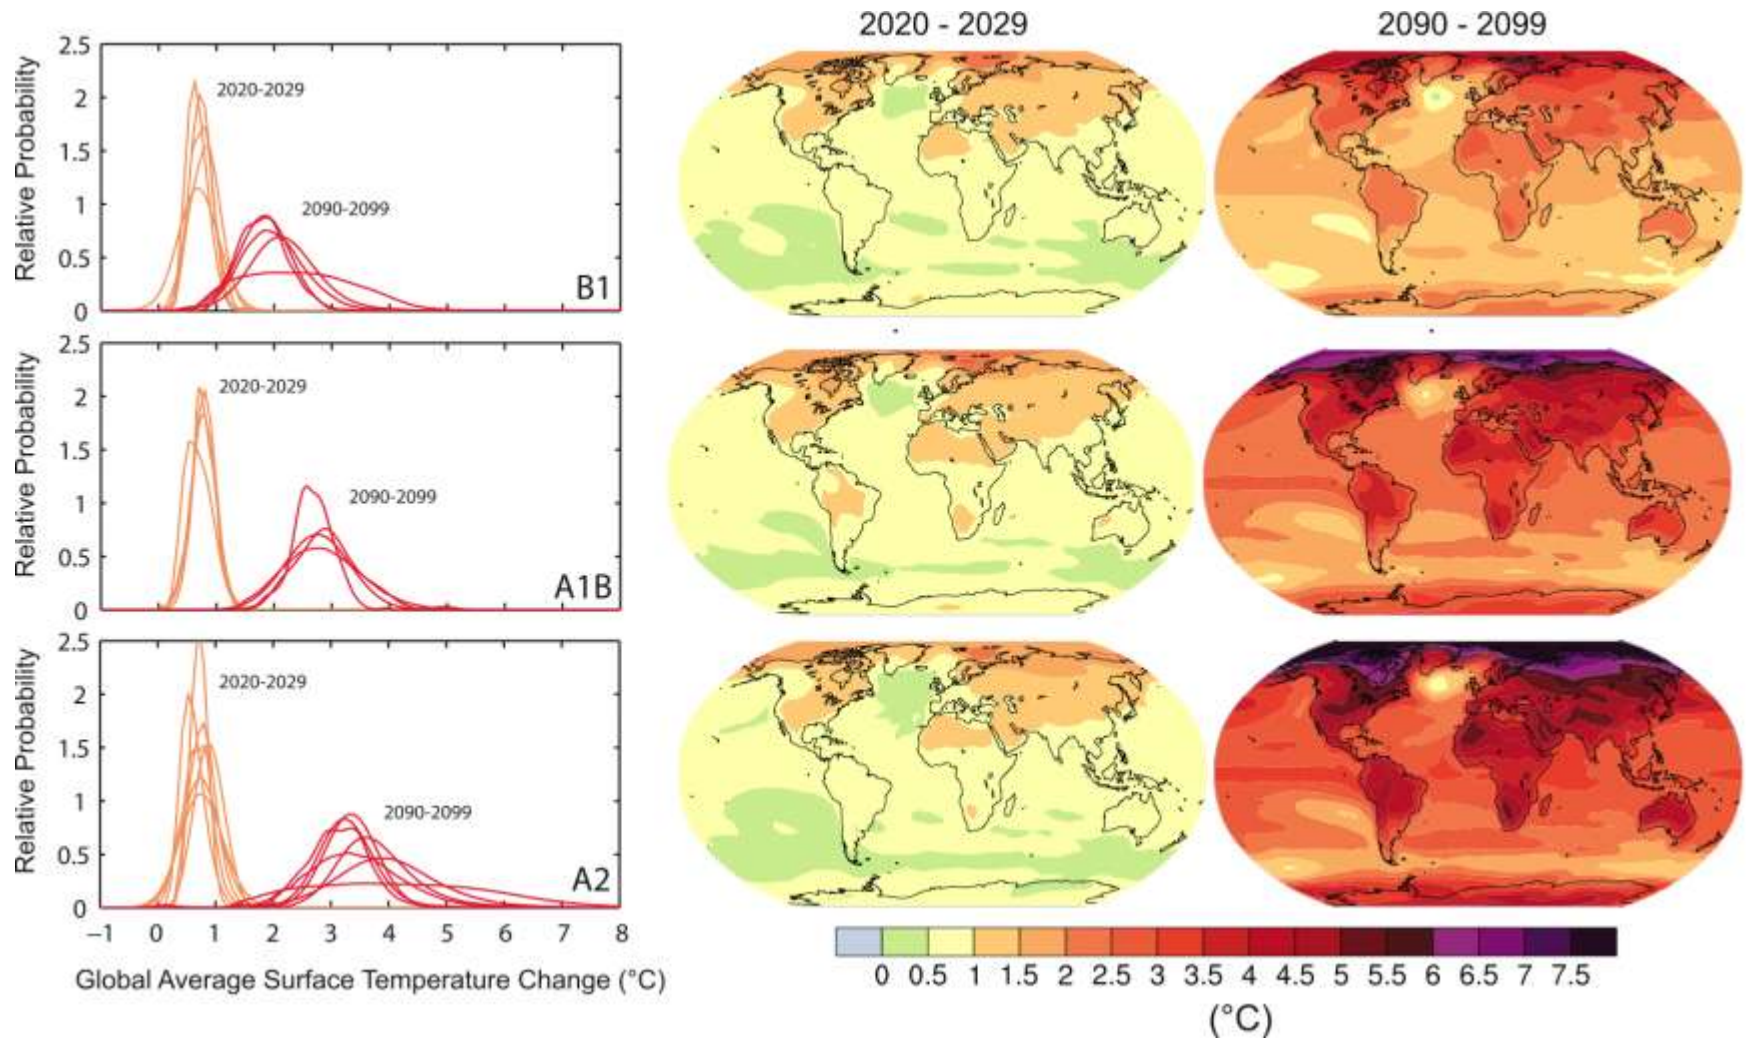 2020 - 2029
2090 - 2099
2.5
2
1.5
1
0.5
0
Relative Probability
2020-2029
2090-2099
B1
2.5
2
1.5
1
0.5
0
Relative Probability
2020-2029
2090-2099
A1B
2.5
2
1.5
1
0.5
0
Relative Probability
2020-2029
2090-2099
A2
−1 0 1 2 3 4 5 6 7 8
Global Average Surface Temperature Change (°C)
0 0.5 1 1.5 2 2.5 3 3.5 4 4.5 5 5.5 6 6.5 7 7.5
(°C)